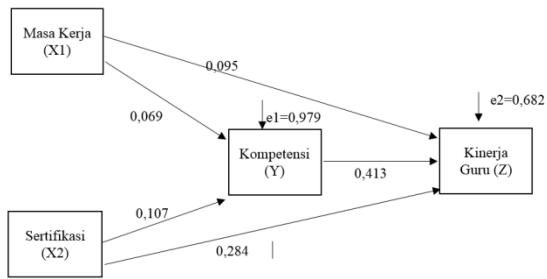 Masa Kerja
(X1)
0,095
e2=0,682
0,069
e1=0,979
Kompetensi
(Y)
0,413
Kinerja
Guru (Z)
0,107
Sertifikasi
(X2)
0,284